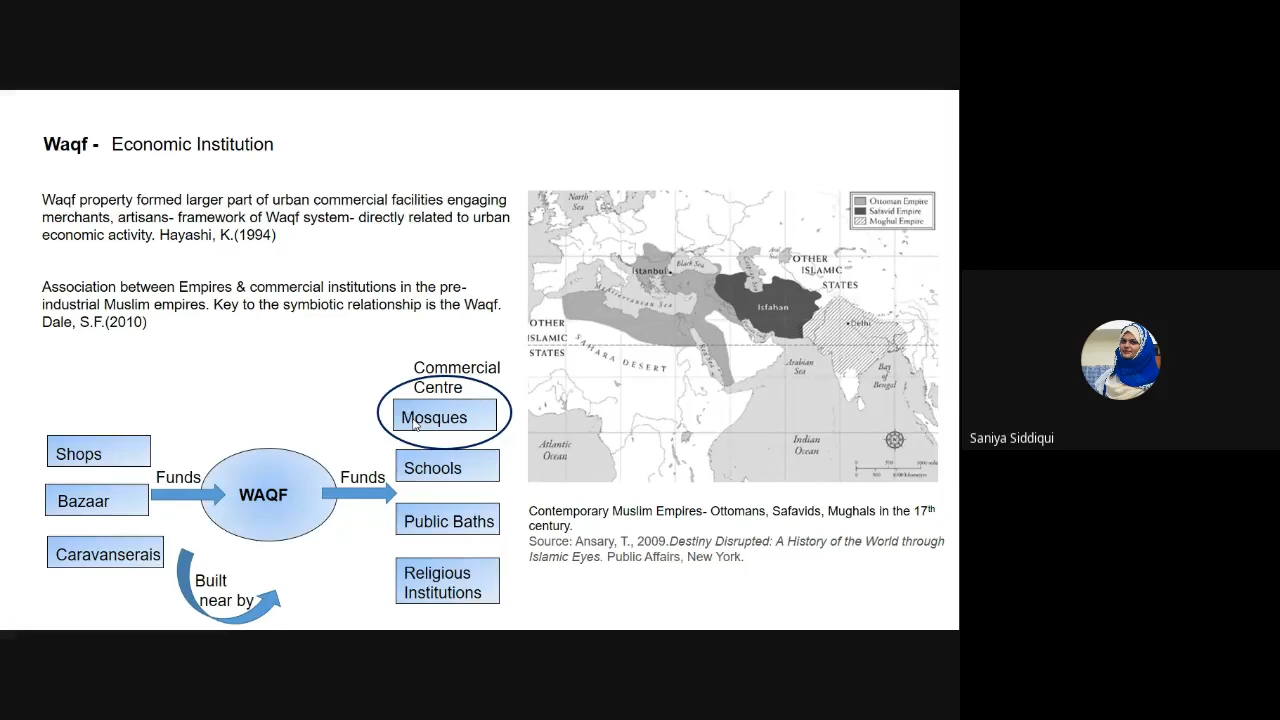 Waqf - Economic Institution
Waqf property formed larger part of urban commercial facilities engaging
merchants, artisans- framework of Waqf system- directly related to urban
economic activity. Hayashi, K.(1994)
Association between Empires & commercial institutions in the pre-
industrial Muslim empires. Key to the symbiotic relationship is the Waqf.
Dale, S.F.(2010)
Commercial
Centre
Mosques
Shops
Schools
Funds
Funds
WAQF
Bazaar
Public Baths
Caravanserais
Religious
Institutions
Built
near by
North
Sea
Ottoman Empire
Safavid Empire
Moghul Empire
Istanbul
Black Sea
Aral
Sea
OTHER
ISLAMIC
STATES
Mediterranean Sea
Isfahan
Delhi
OTHER
ISLAMIC
STATES
SAHARA DESERT
Red Sea
Arabian
Sea
Bay
of
Bengal
Atlantic
Ocean
Indian
Ocean
Contemporary Muslim Empires- Ottomans, Safavids, Mughals in the 17th
century.
Source: Ansary, T., 2009.Destiny Disrupted: A History of the World through
Islamic Eyes. Public Affairs, New York.
Saniya Siddiqui